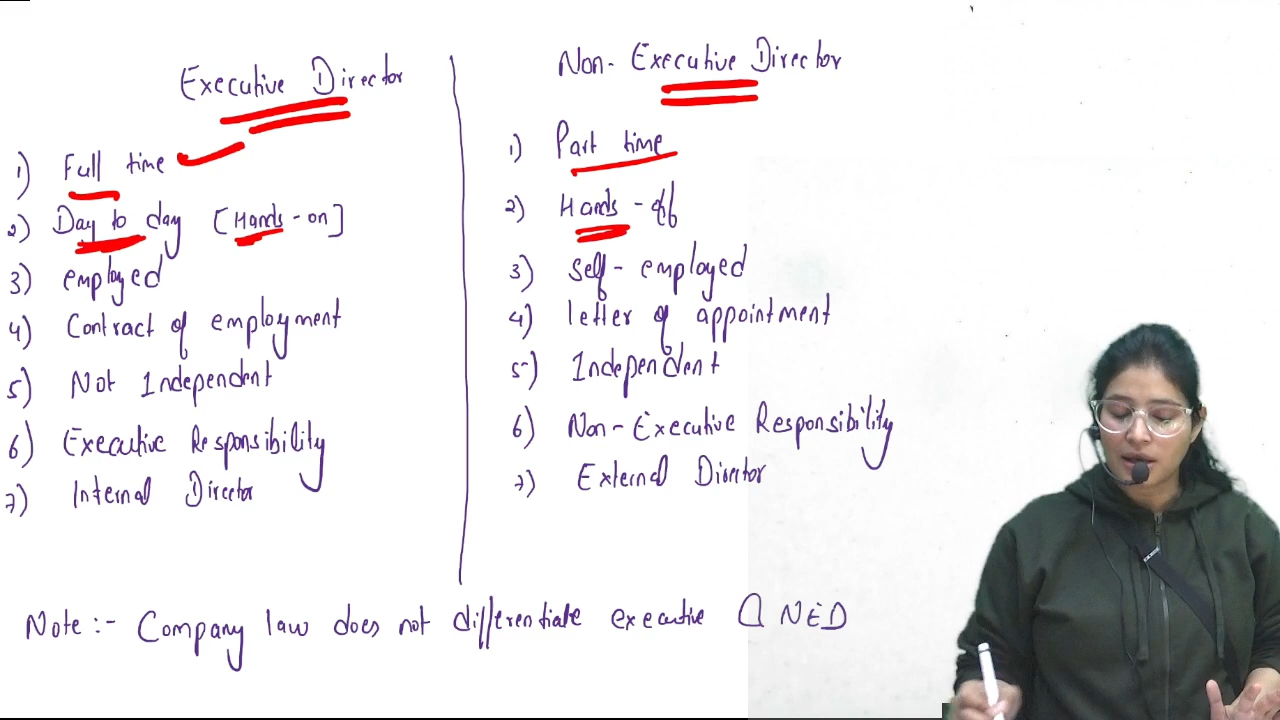 Executive Director
1) Full time
2) Day to day [Hands-on]
3) employed
4) Contract of employment
5) Not Independent
6) Executive Responsibility
7) Internal Director
Non-Executive Director
1) Part time
2) Hands-off
3) Self-employed
4) letter of appointment
5) Independent
6) Non-Executive Responsibility
7) External Director
Note:- Company law does not differentiate executive & NED